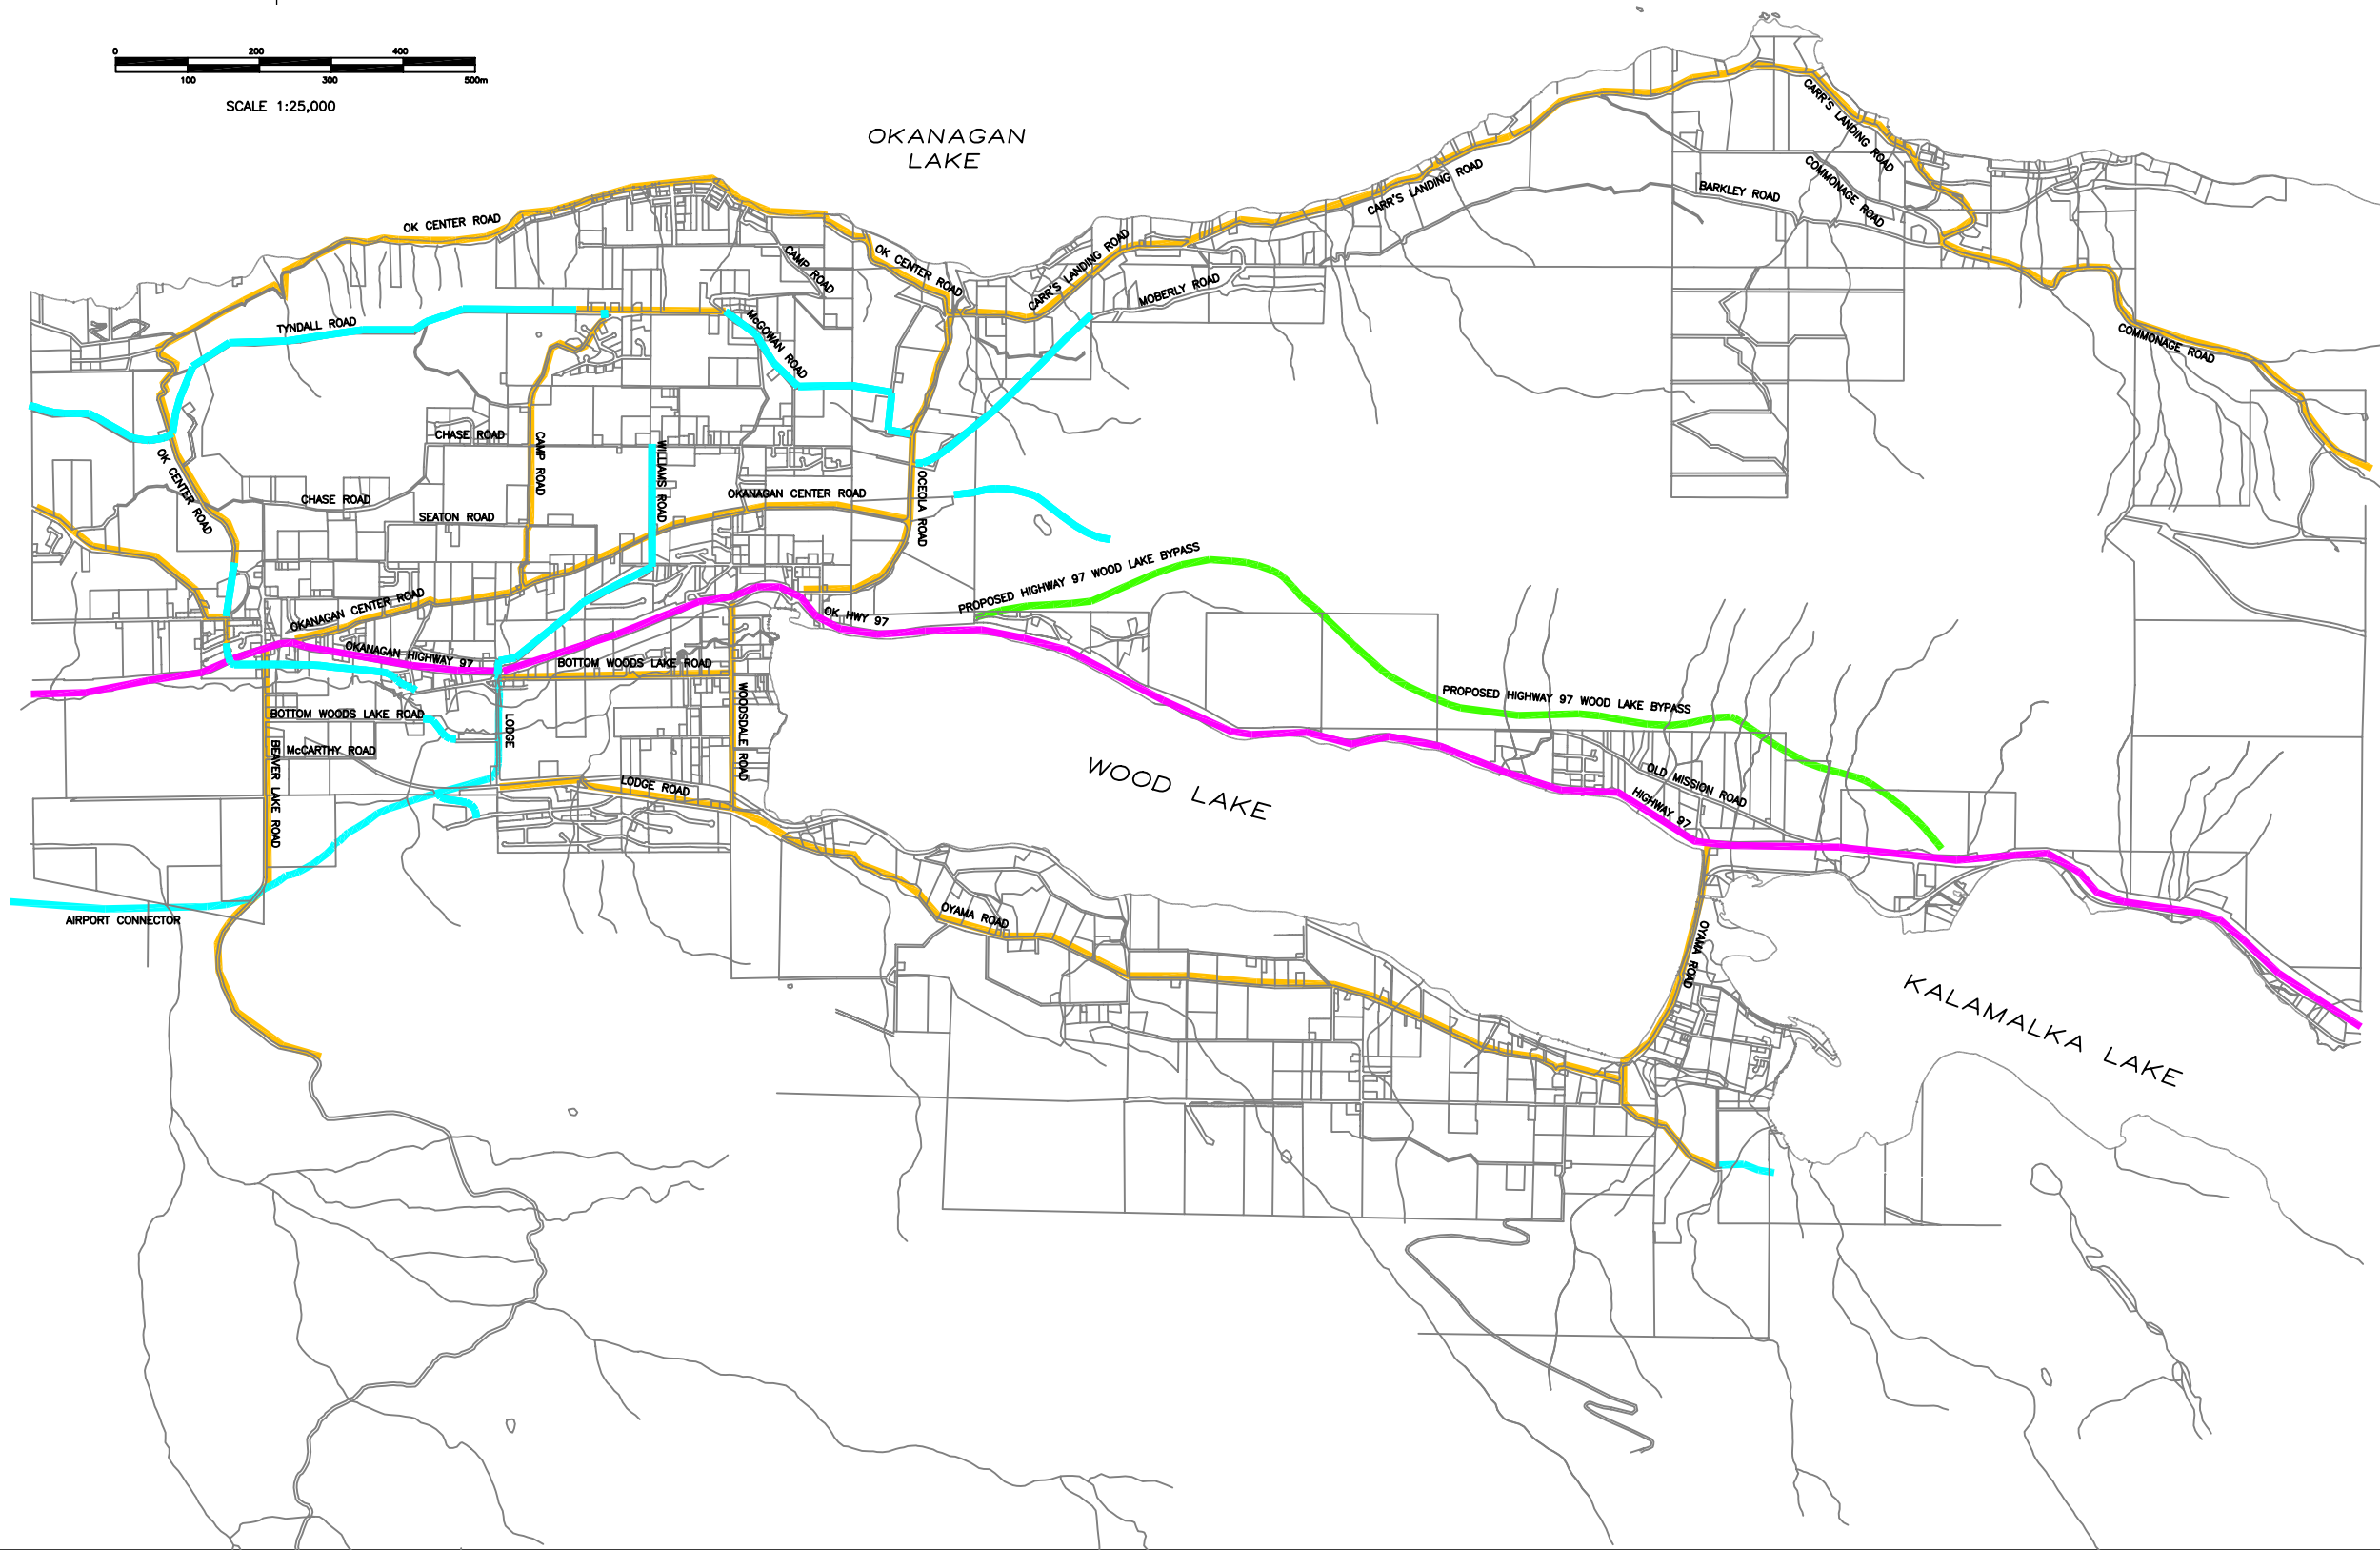 0 200 400
100 300 500m
SCALE 1:25,000
OKANAGAN
LAKE
CARR'S LANDING ROAD
COMMONAGE ROAD
BARKLEY ROAD
CARR'S LANDING ROAD
OK CENTER ROAD
CAMP ROAD
OK CENTER ROAD
CARR'S LANDING ROAD
MOBERLY ROAD
TYNDALL ROAD
McGOWAN ROAD
COMMONAGE ROAD
CHASE ROAD
CAMP ROAD
WILLIAMS ROAD
OK CENTER ROAD
CHASE ROAD
SEATON ROAD
OKANAGAN CENTER ROAD
OCEOLA ROAD
PROPOSED HIGHWAY 97 WOOD LAKE BYPASS
OKANAGAN CENTER ROAD
OK HWY 97
OKANAGAN HIGHWAY 97
BOTTOM WOODS LAKE ROAD
PROPOSED HIGHWAY 97 WOOD LAKE BYPASS
BOTTOM WOODS LAKE ROAD
LODGE
WOODSDALE ROAD
McCARTHY ROAD
BEAVER LAKE ROAD
LODGE ROAD
WOOD LAKE
OLD MISSION ROAD
HIGHWAY 97
AIRPORT CONNECTOR
OYAMA ROAD
OYAMA ROAD
KALAMALKA LAKE